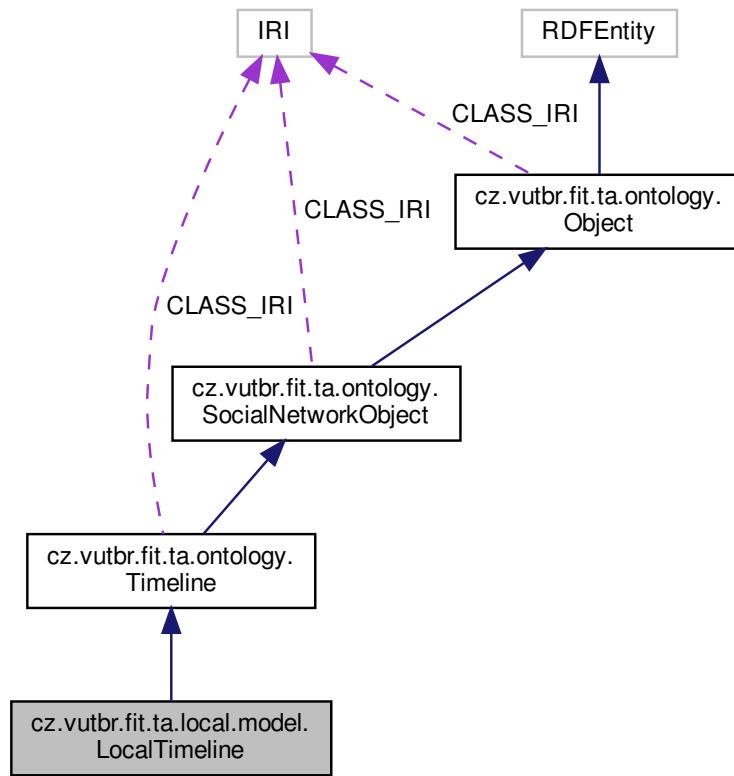 IRI
RDFEntity
CLASS_IRI
cz.vutbr.fit.ta.ontology.
Object
CLASS_IRI
CLASS_IRI
cz.vutbr.fit.ta.ontology.
SocialNetworkObject
cz.vutbr.fit.ta.ontology.
Timeline
cz.vutbr.fit.ta.local.model.
LocalTimeline